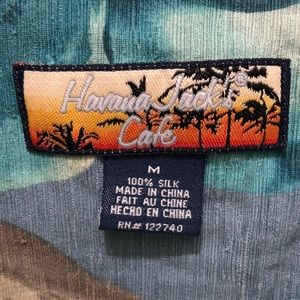 Havana Jack's®
Cafe
M
100% SILK
MADE IN CHINA
FAIT AU CHINE
HECHO EN CHINA
RN# 122740